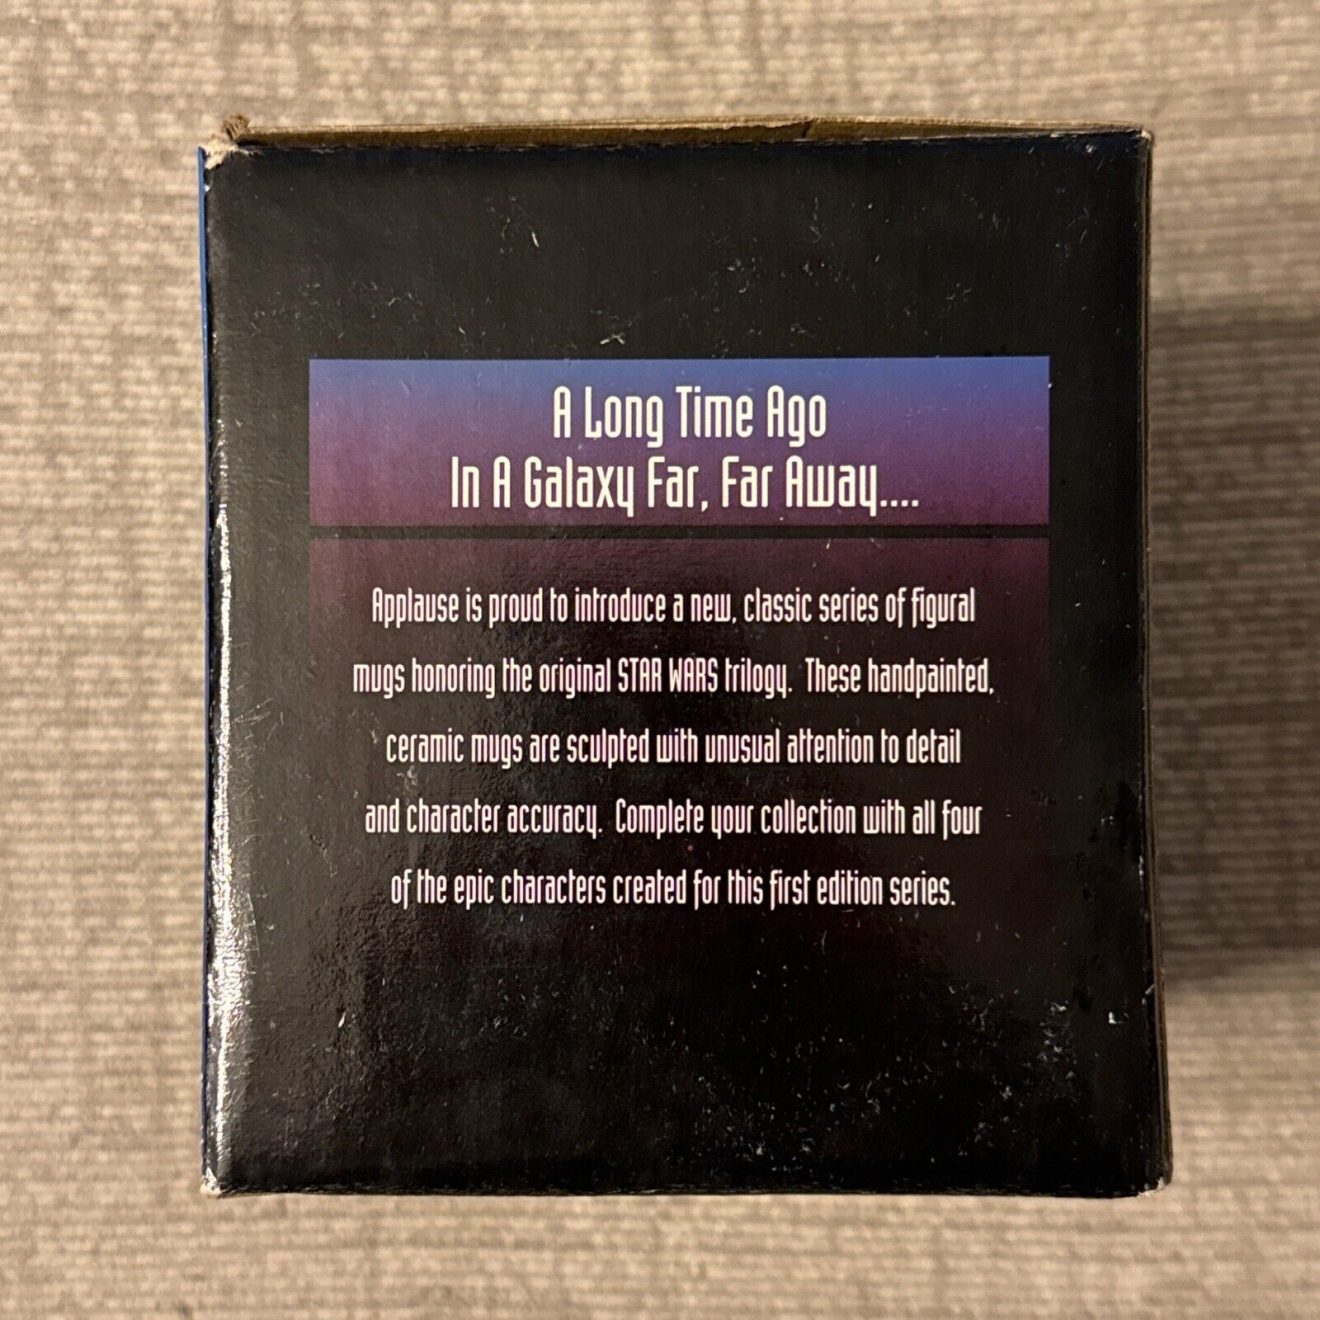 A Long Time Ago
In A Galaxy Far, Far Away....
Applause is proud to introduce a new, classic series of figural
mugs honoring the original STAR WARS trilogy. These handpainted,
ceramic mugs are sculpted with unusual attention to detail
and character accuracy. Complete your collection with all four
of the epic characters created for this first edition series.